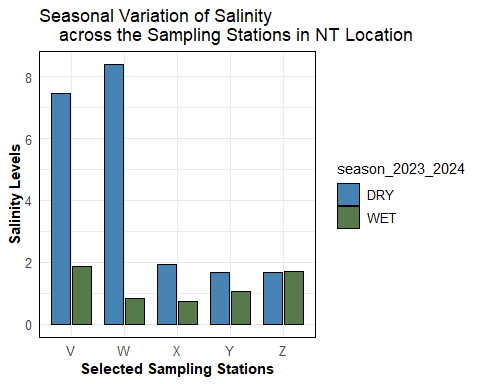 Seasonal Variation of Salinity
across the Sampling Stations in NT Location
Salinity Levels
8
6
4
2
0
V W X Y Z
Selected Sampling Stations
season_2023_2024
DRY
WET